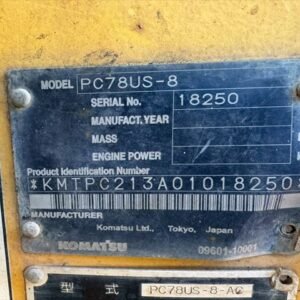 MODEL PC78US-8
SERIAL No. 18250
MANUFACT. YEAR
MASS
ENGINE POWER
Product Identification Number
*KMTPC213A01018250
MANUFACTURER
Komatsu Ltd., Tokyo, Japan
KOMATSU 09601-10001
型式 PC78US-8-AC